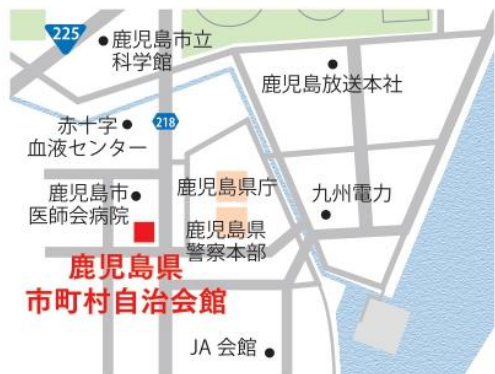 225
鹿児島市立
科学館
鹿児島放送本社
赤十字
血液センター
218
鹿児島市
医師会病院
鹿児島県庁
九州電力
鹿児島県
警察本部
鹿児島県
市町村自治会館
JA 会館